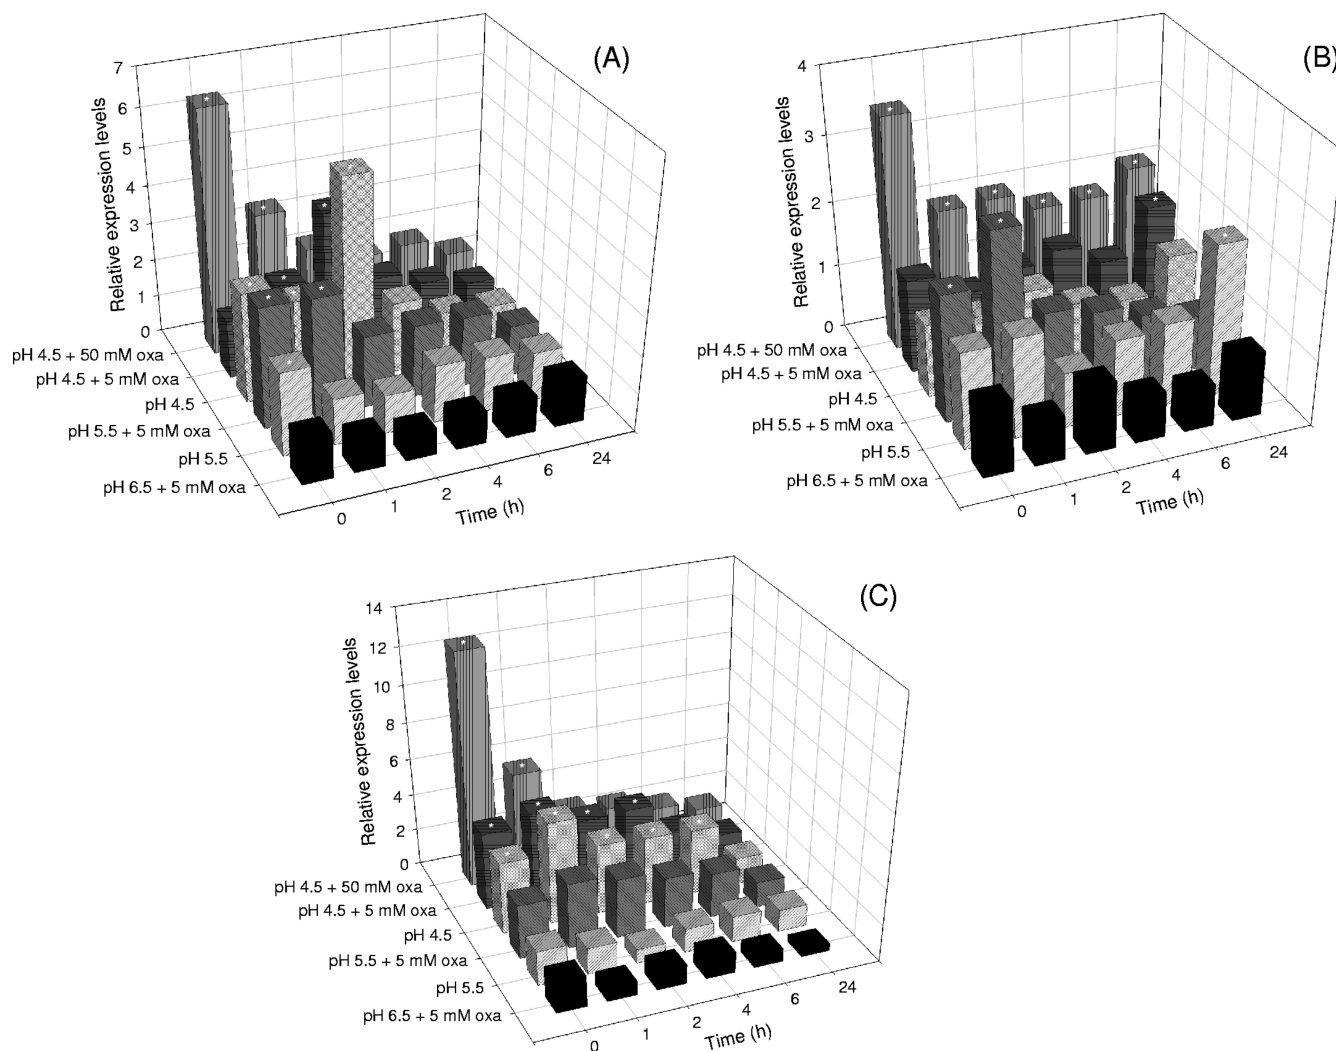 (A)
Relative expression levels
7
6
5
4
3
2
1
0
pH 4.5 + 50 mM oxa
pH 4.5 + 5 mM oxa
pH 4.5
pH 5.5 + 5 mM oxa
pH 5.5
pH 6.5 + 5 mM oxa
0
1
2
4
6
24
Time (h)
(B)
Relative expression levels
4
3
2
1
0
pH 4.5 + 50 mM oxa
pH 4.5 + 5 mM oxa
pH 4.5
pH 5.5 + 5 mM oxa
pH 5.5
pH 6.5 + 5 mM oxa
0
1
2
4
6
24
Time (h)
(C)
Relative expression levels
14
12
10
8
6
4
2
0
pH 4.5 + 50 mM oxa
pH 4.5 + 5 mM oxa
pH 4.5
pH 5.5 + 5 mM oxa
pH 5.5
pH 6.5 + 5 mM oxa
0
1
2
4
6
24
Time (h)